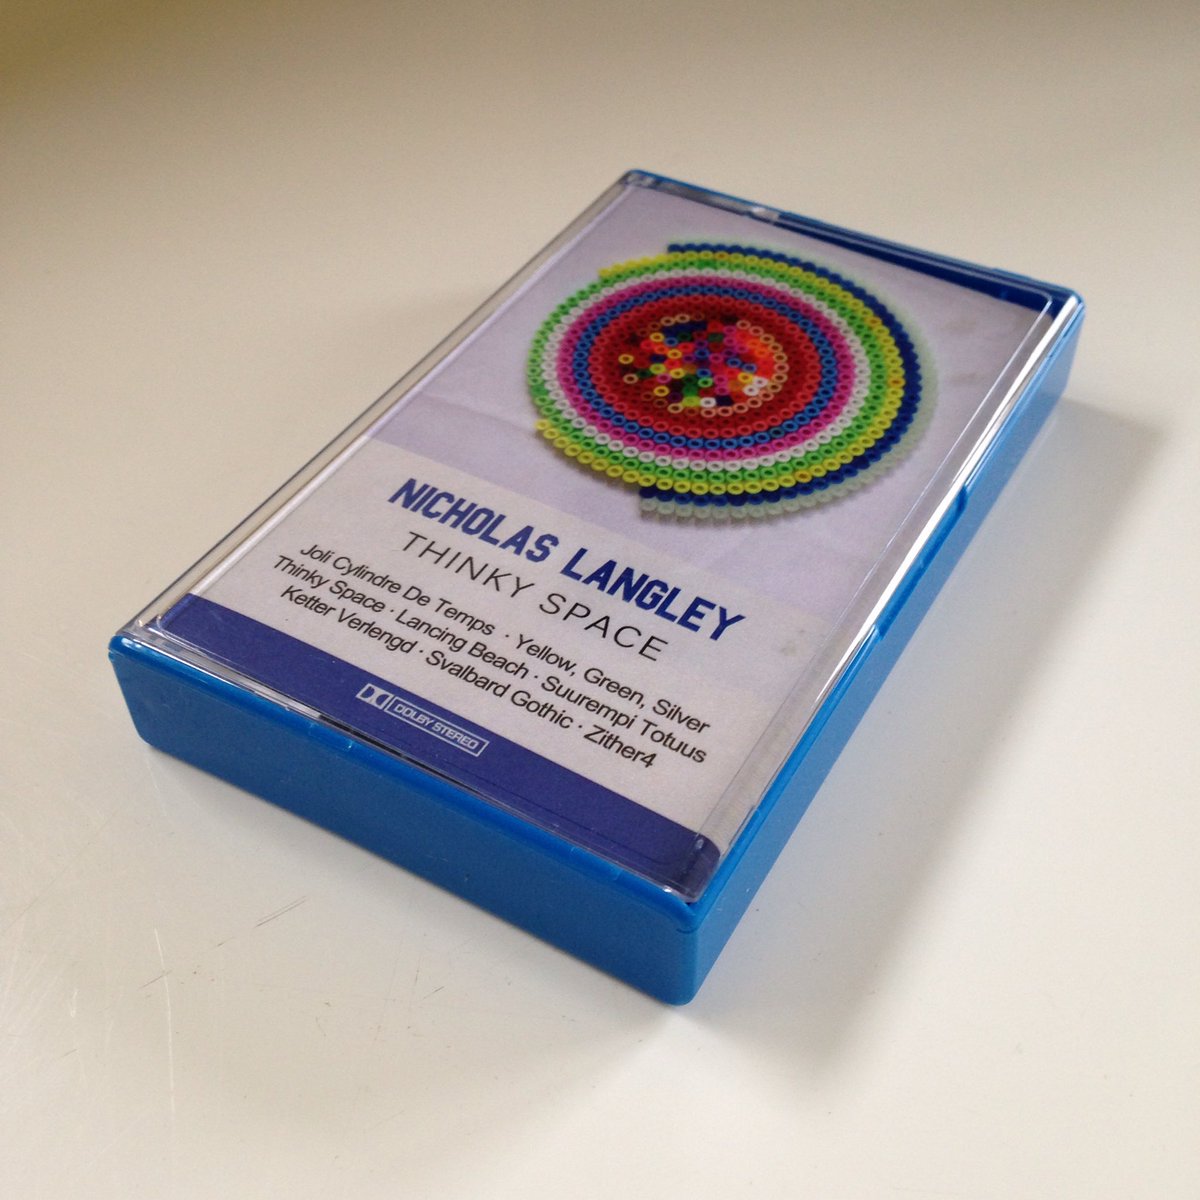 NICHOLAS LANGLEY
THINKY SPACE
Joli Cylindre De Temps · Yellow, Green, Silver
Thinky Space · Lancing Beach · Suurempi Totuus
Ketter Verlengd · Svalbard Gothic · Zither4
DOLBY STEREO